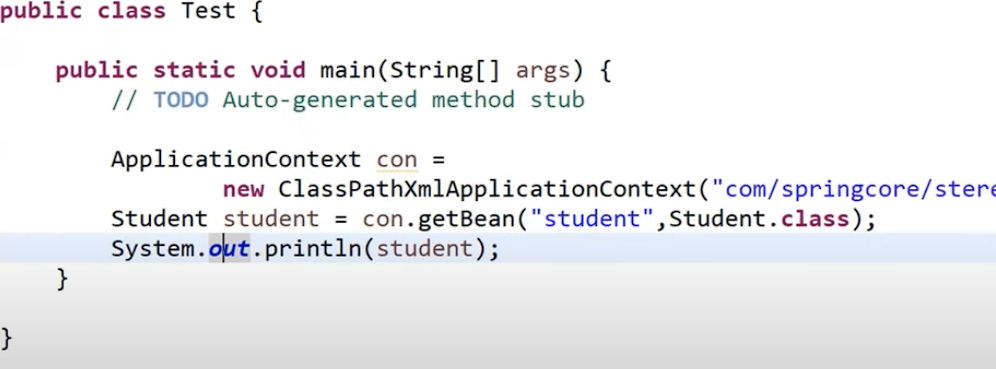 public class Test {
public static void main(String[] args) {
// TODO Auto-generated method stub
ApplicationContext con =
new ClassPathXmlApplicationContext("com/springcore/stere
Student student = con.getBean("student",Student.class);
System.out.println(student);
}
}